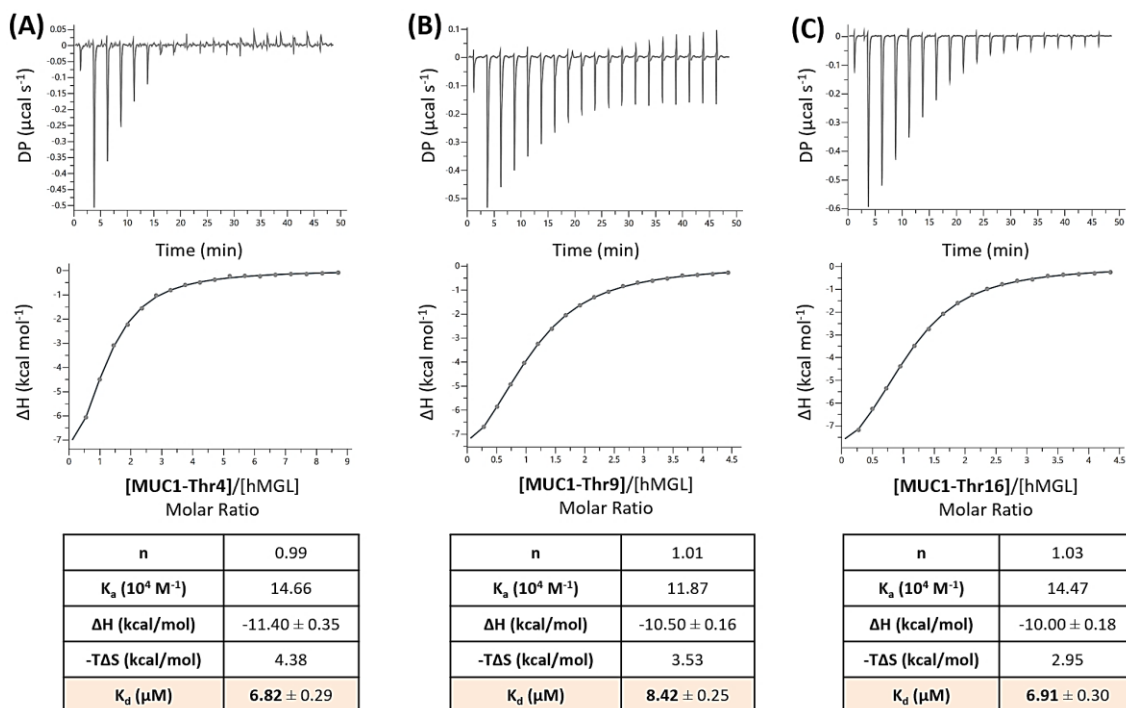 (A)
DP (µcal s⁻¹)
0.05
0
-0.05
-0.1
-0.15
-0.2
-0.25
-0.3
-0.35
-0.4
-0.45
-0.5
0 5 10 15 20 25 30 35 40 45 50
Time (min)
ΔH (kcal mol⁻¹)
0
-1
-2
-3
-4
-5
-6
-7
0 1 2 3 4 5 6 7 8 9
[MUC1-Thr4]/[hMGL]
Molar Ratio
n 0.99
Kₐ (10⁴ M⁻¹) 14.66
ΔH (kcal/mol) -11.40 ± 0.35
-TΔS (kcal/mol) 4.38
K_d (µM) 6.82 ± 0.29
(B)
DP (µcal s⁻¹)
0.1
0
-0.1
-0.2
-0.3
-0.4
-0.5
0 5 10 15 20 25 30 35 40 45 50
Time (min)
ΔH (kcal mol⁻¹)
0
-1
-2
-3
-4
-5
-6
-7
0 0.5 1 1.5 2 2.5 3 3.5 4 4.5
[MUC1-Thr9]/[hMGL]
Molar Ratio
n 1.01
Kₐ (10⁴ M⁻¹) 11.87
ΔH (kcal/mol) -10.50 ± 0.16
-TΔS (kcal/mol) 3.53
K_d (µM) 8.42 ± 0.25
(C)
DP (µcal s⁻¹)
0
-0.1
-0.2
-0.3
-0.4
-0.5
-0.6
0 5 10 15 20 25 30 35 40 45 50
Time (min)
ΔH (kcal mol⁻¹)
0
-1
-2
-3
-4
-5
-6
-7
0 0.5 1 1.5 2 2.5 3 3.5 4 4.5
[MUC1-Thr16]/[hMGL]
Molar Ratio
n 1.03
Kₐ (10⁴ M⁻¹) 14.47
ΔH (kcal/mol) -10.00 ± 0.18
-TΔS (kcal/mol) 2.95
K_d (µM) 6.91 ± 0.30